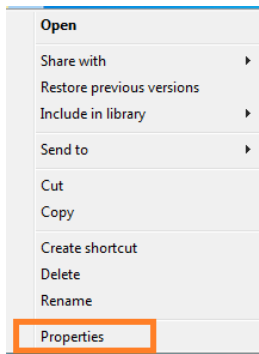 Open
Share with
Restore previous versions
Include in library
Send to
Cut
Copy
Create shortcut
Delete
Rename
Properties